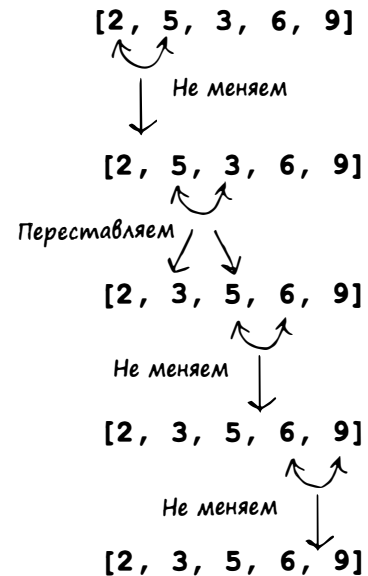 [2, 5, 3, 6, 9]
Не меняем
[2, 5, 3, 6, 9]
Переставляем
[2, 3, 5, 6, 9]
Не меняем
[2, 3, 5, 6, 9]
Не меняем
[2, 3, 5, 6, 9]